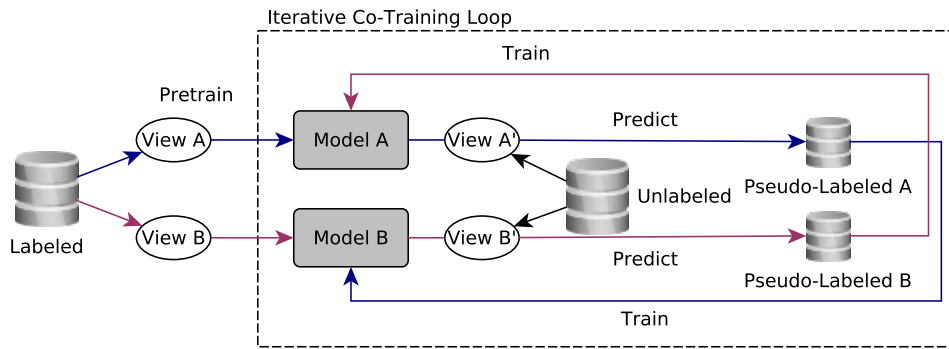 Iterative Co-Training Loop
Train
Pretrain
View A
Model A
View A'
Predict
Pseudo-Labeled A
Labeled
Unlabeled
View B
Model B
View B'
Predict
Pseudo-Labeled B
Train